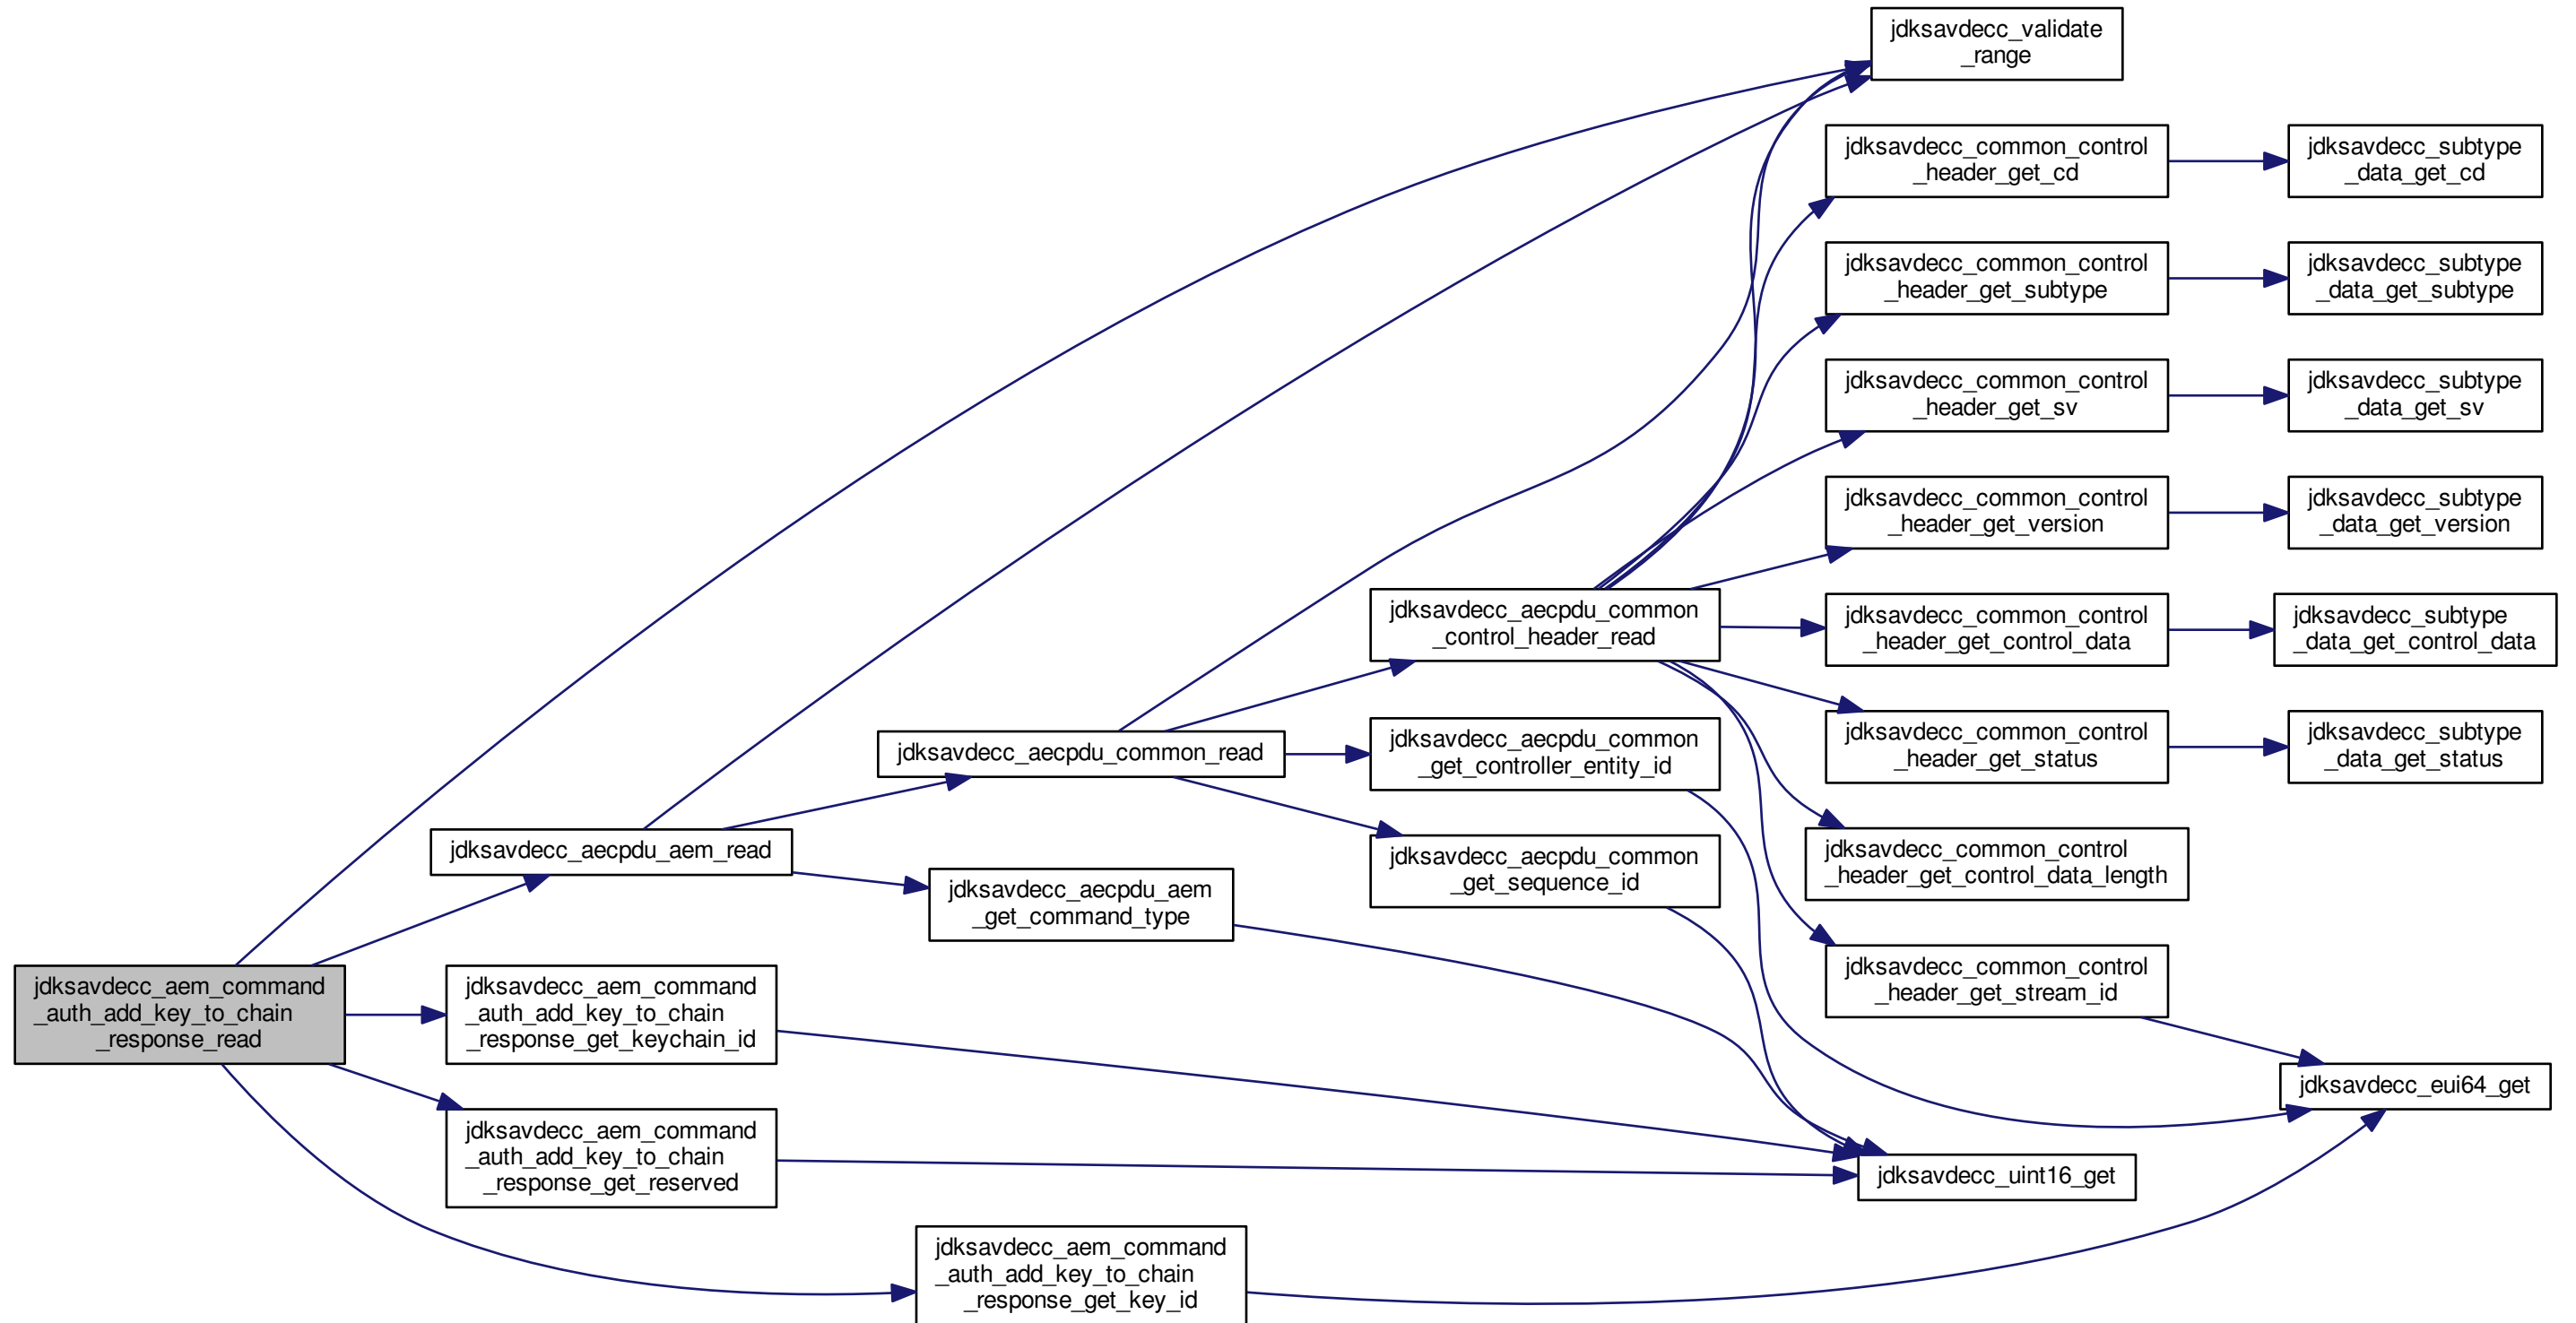 jdksavdecc_validate
_range
jdksavdecc_common_control
_header_get_cd
jdksavdecc_subtype
_data_get_cd
jdksavdecc_common_control
_header_get_subtype
jdksavdecc_subtype
_data_get_subtype
jdksavdecc_common_control
_header_get_sv
jdksavdecc_subtype
_data_get_sv
jdksavdecc_common_control
_header_get_version
jdksavdecc_subtype
_data_get_version
jdksavdecc_aecpdu_common
_control_header_read
jdksavdecc_common_control
_header_get_control_data
jdksavdecc_subtype
_data_get_control_data
jdksavdecc_aecpdu_common_read
jdksavdecc_aecpdu_common
_get_controller_entity_id
jdksavdecc_common_control
_header_get_status
jdksavdecc_subtype
_data_get_status
jdksavdecc_aecpdu_aem_read
jdksavdecc_aecpdu_common
_get_sequence_id
jdksavdecc_common_control
_header_get_control_data_length
jdksavdecc_aecpdu_aem
_get_command_type
jdksavdecc_common_control
_header_get_stream_id
jdksavdecc_aem_command
_auth_add_key_to_chain
_response_read
jdksavdecc_aem_command
_auth_add_key_to_chain
_response_get_keychain_id
jdksavdecc_eui64_get
jdksavdecc_aem_command
_auth_add_key_to_chain
_response_get_reserved
jdksavdecc_uint16_get
jdksavdecc_aem_command
_auth_add_key_to_chain
_response_get_key_id